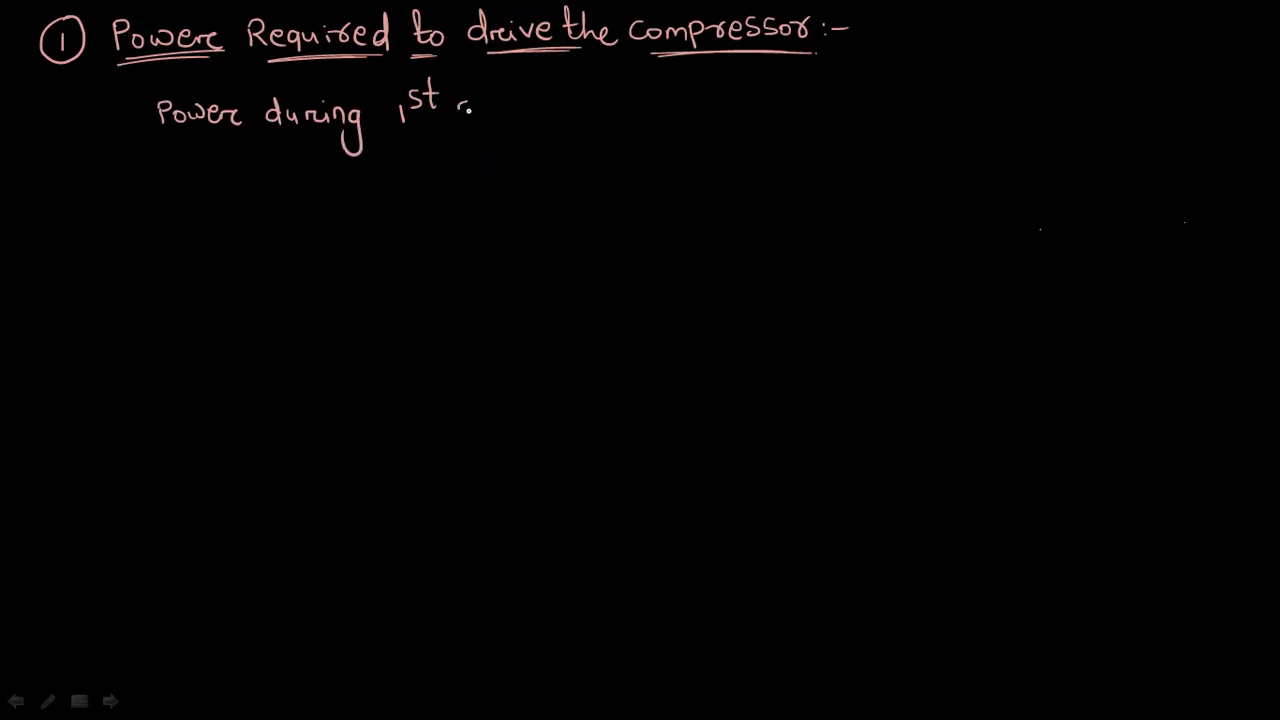 ① Power Required to drive the compressor :-
Power during 1st